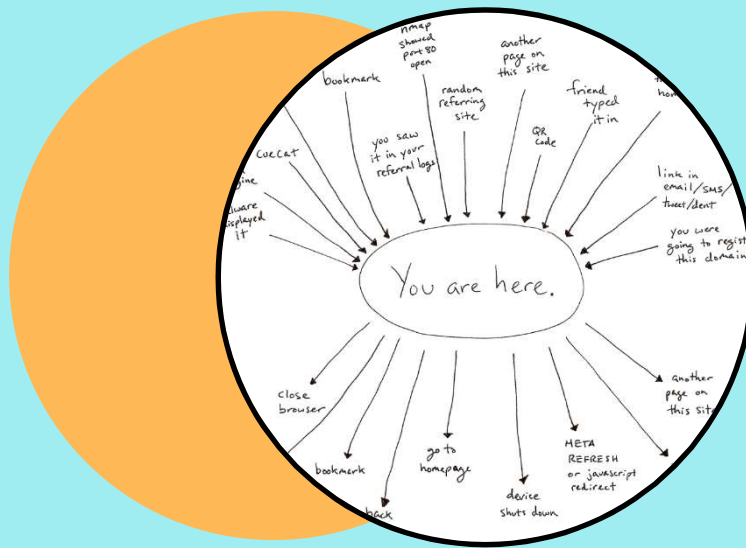 nmap
showed
port 80
open
another
page on
this site
bookmark
random
referring
site
friend
typed
it in
QR
code
you saw
it in your
referral logs
CueCat
link in
email/SMS/
tweet/dent
it
you were
going to
this domain
You are here.
close
browser
bookmark
back
go to
homepage
device
shuts down
META
REFRESH
or javascript
redirect
another
page on
this site